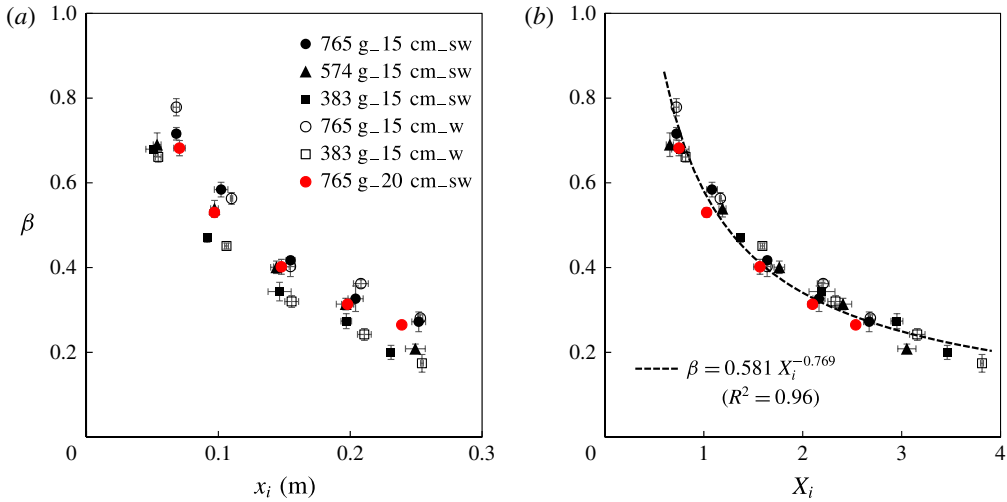 (a)
1.0
0.8
0.6
β
0.4
0.2
0
0.1
0.2
0.3
x_i (m)
765 g_15 cm_sw
574 g_15 cm_sw
383 g_15 cm_sw
765 g_15 cm_w
383 g_15 cm_w
765 g_20 cm_sw
(b)
1.0
0.8
0.6
0.4
0.2
0
1
2
3
4
X_i
β = 0.581 X_i^{-0.769}
(R² = 0.96)